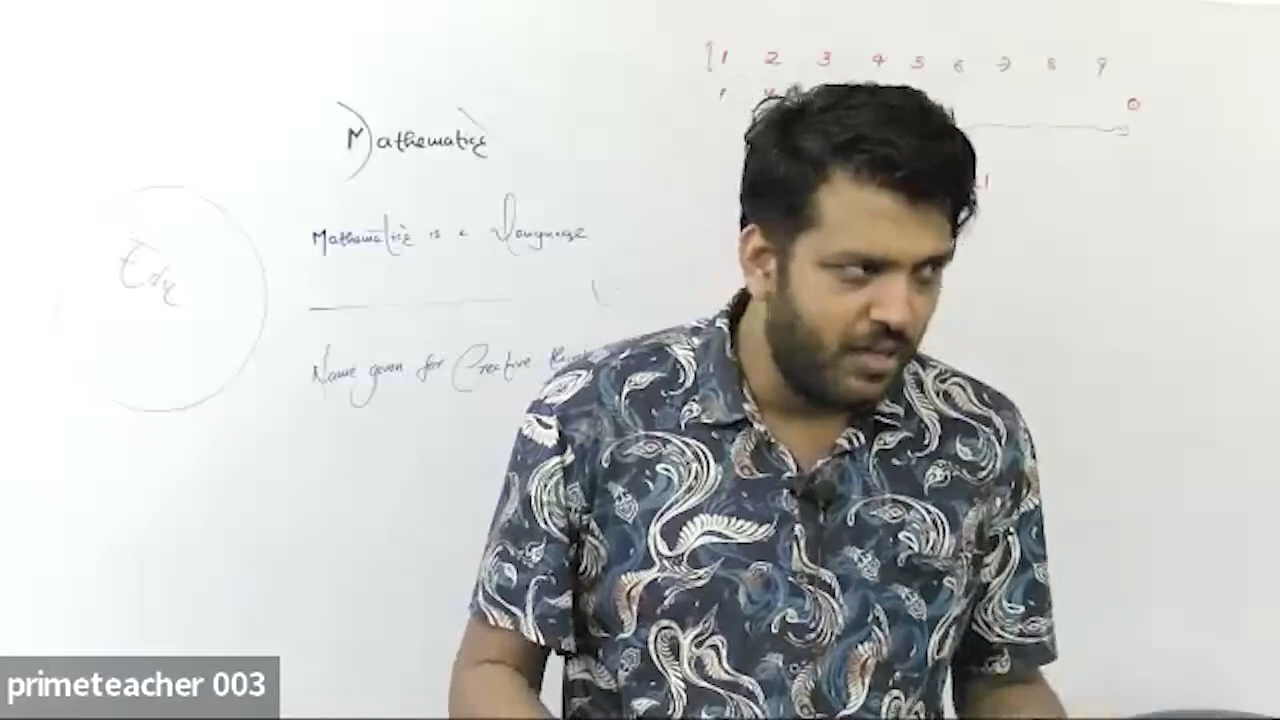 1 2 3 4 5 6 7 8 9
0
Mathematics
Mathematics is a language
Name given for Creative
primeteacher 003